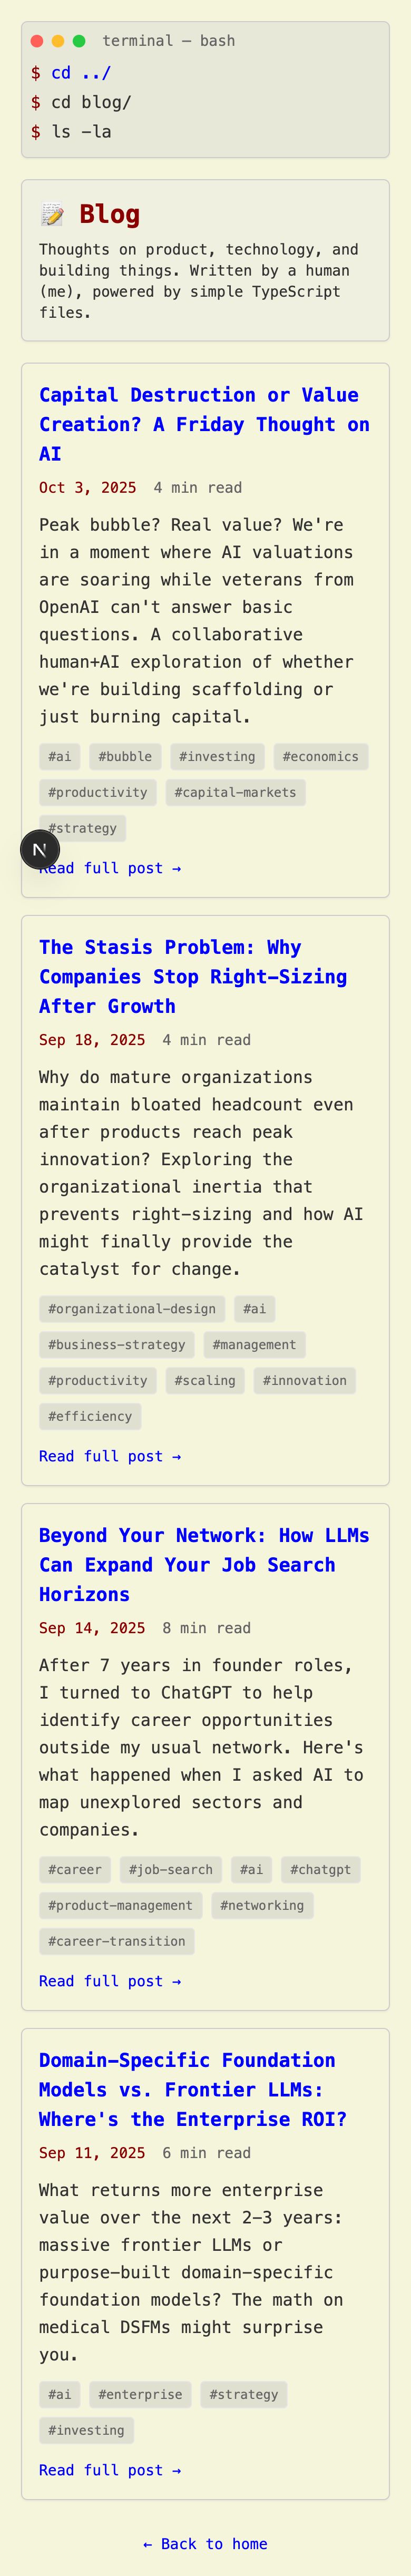 terminal — bash
$ cd ../
$ cd blog/
$ ls -la
📝 Blog
Thoughts on product, technology, and
building things. Written by a human
(me), powered by simple TypeScript
files.
Capital Destruction or Value
Creation? A Friday Thought on
AI
Oct 3, 2025 4 min read
Peak bubble? Real value? We're
in a moment where AI valuations
are soaring while veterans from
OpenAI can't answer basic
questions. A collaborative
human+AI exploration of whether
we're building scaffolding or
just burning capital.
#ai #bubble #investing #economics
#productivity #capital-markets
#strategy
N
Read full post →
The Stasis Problem: Why
Companies Stop Right-Sizing
After Growth
Sep 18, 2025 4 min read
Why do mature organizations
maintain bloated headcount even
after products reach peak
innovation? Exploring the
organizational inertia that
prevents right-sizing and how AI
might finally provide the
catalyst for change.
#organizational-design #ai
#business-strategy #management
#productivity #scaling #innovation
#efficiency
Read full post →
Beyond Your Network: How LLMs
Can Expand Your Job Search
Horizons
Sep 14, 2025 8 min read
After 7 years in founder roles,
I turned to ChatGPT to help
identify career opportunities
outside my usual network. Here's
what happened when I asked AI to
map unexplored sectors and
companies.
#career #job-search #ai #chatgpt
#product-management #networking
#career-transition
Read full post →
Domain-Specific Foundation
Models vs. Frontier LLMs:
Where's the Enterprise ROI?
Sep 11, 2025 6 min read
What returns more enterprise
value over the next 2-3 years:
massive frontier LLMs or
purpose-built domain-specific
foundation models? The math on
medical DSFMs might surprise
you.
#ai #enterprise #strategy
#investing
Read full post →
← Back to home